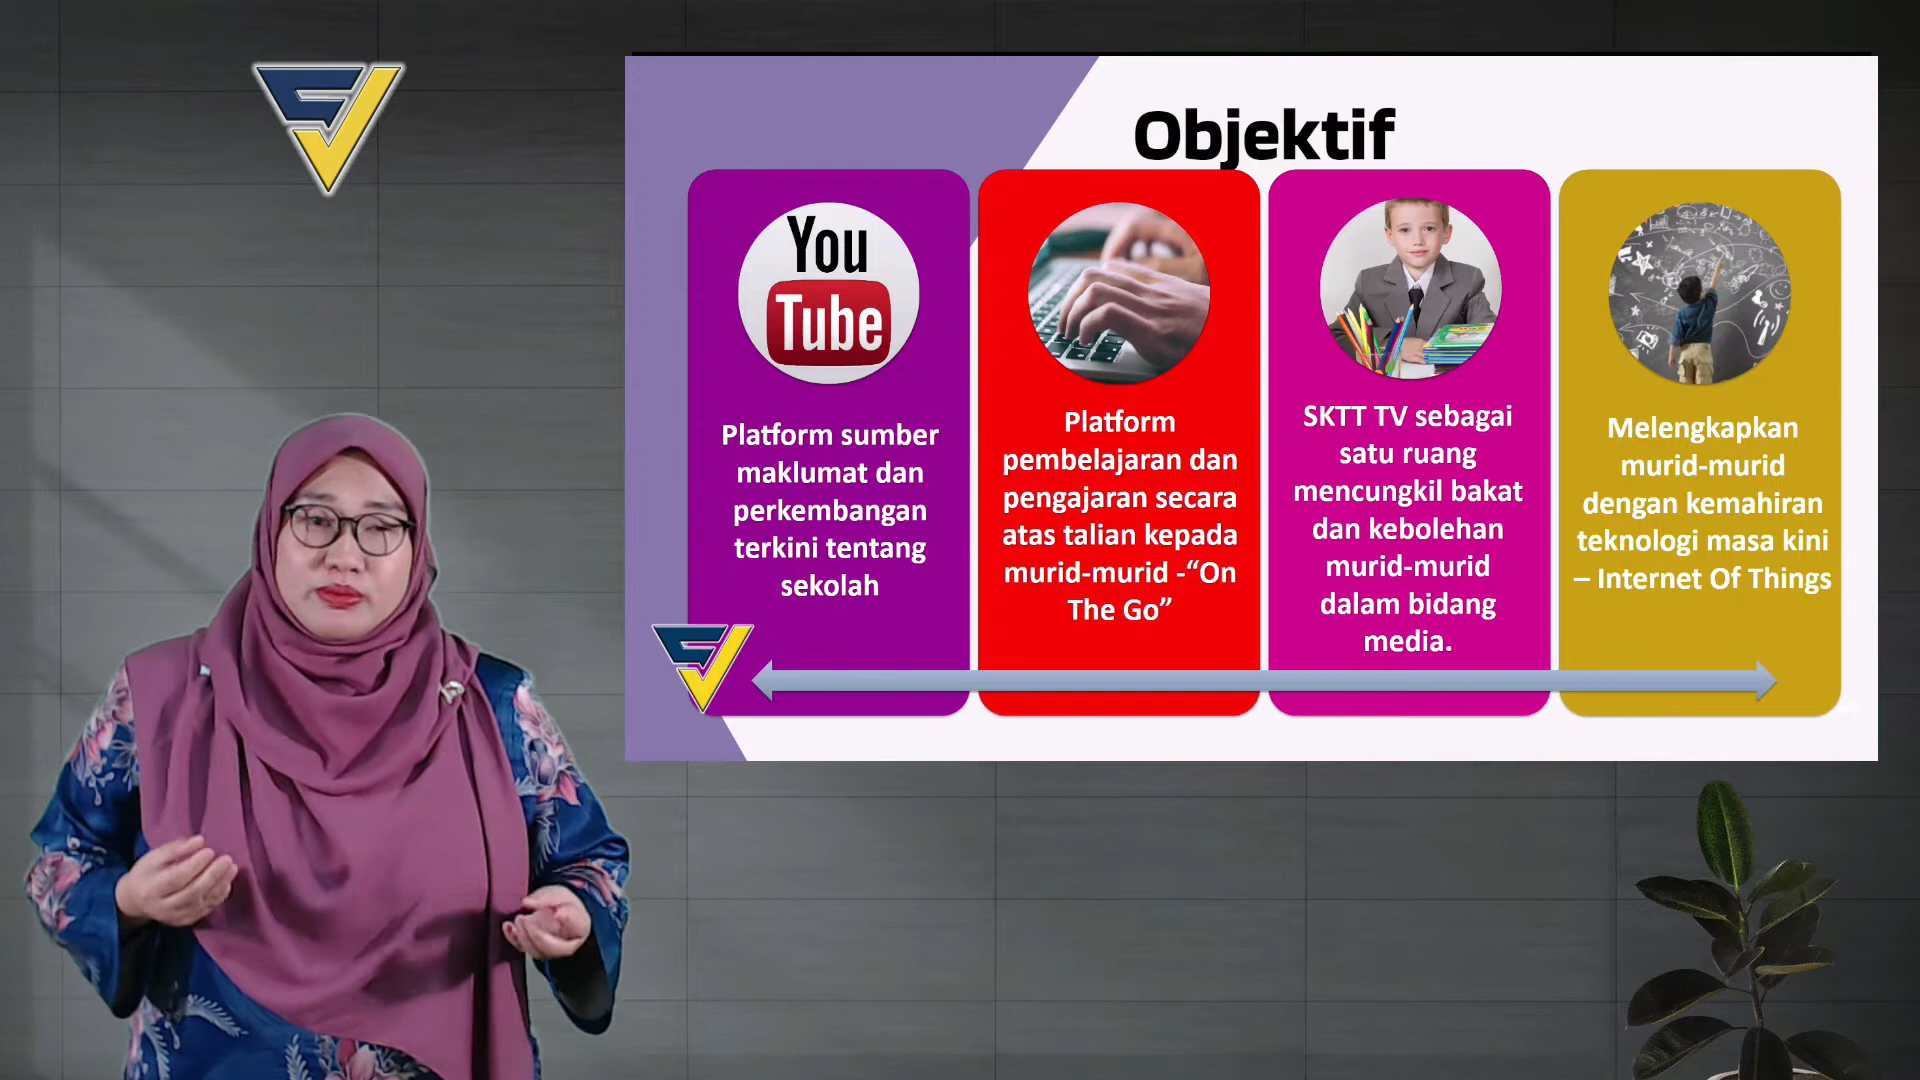 Objektif
You
Tube
Platform sumber
maklumat dan
perkembangan
terkini tentang
sekolah
Platform
pembelajaran dan
pengajaran secara
atas talian kepada
murid-murid -“On
The Go”
SKTT TV sebagai
satu ruang
mencungkil bakat
dan kebolehan
murid-murid
dalam bidang
media.
Melengkapkan
murid-murid
dengan kemahiran
teknologi masa kini
– Internet Of Things